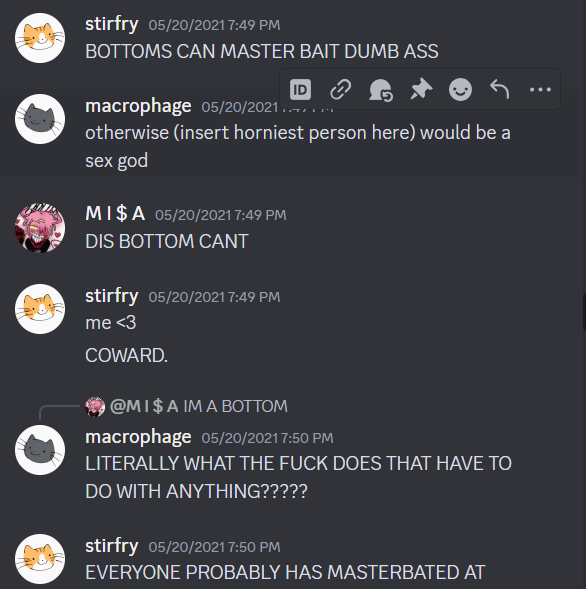 stirfry 05/20/2021 7:49 PM
BOTTOMS CAN MASTER BAIT DUMB ASS
ID
macrophage 05/20/2021 7:49 PM
otherwise (insert horniest person here) would be a
sex god
M I $ A 05/20/2021 7:49 PM
DIS BOTTOM CANT
stirfry 05/20/2021 7:49 PM
me <3
COWARD.
@M I $ A IM A BOTTOM
macrophage 05/20/2021 7:50 PM
LITERALLY WHAT THE FUCK DOES THAT HAVE TO
DO WITH ANYTHING?????
stirfry 05/20/2021 7:50 PM
EVERYONE PROBABLY HAS MASTERBATED AT